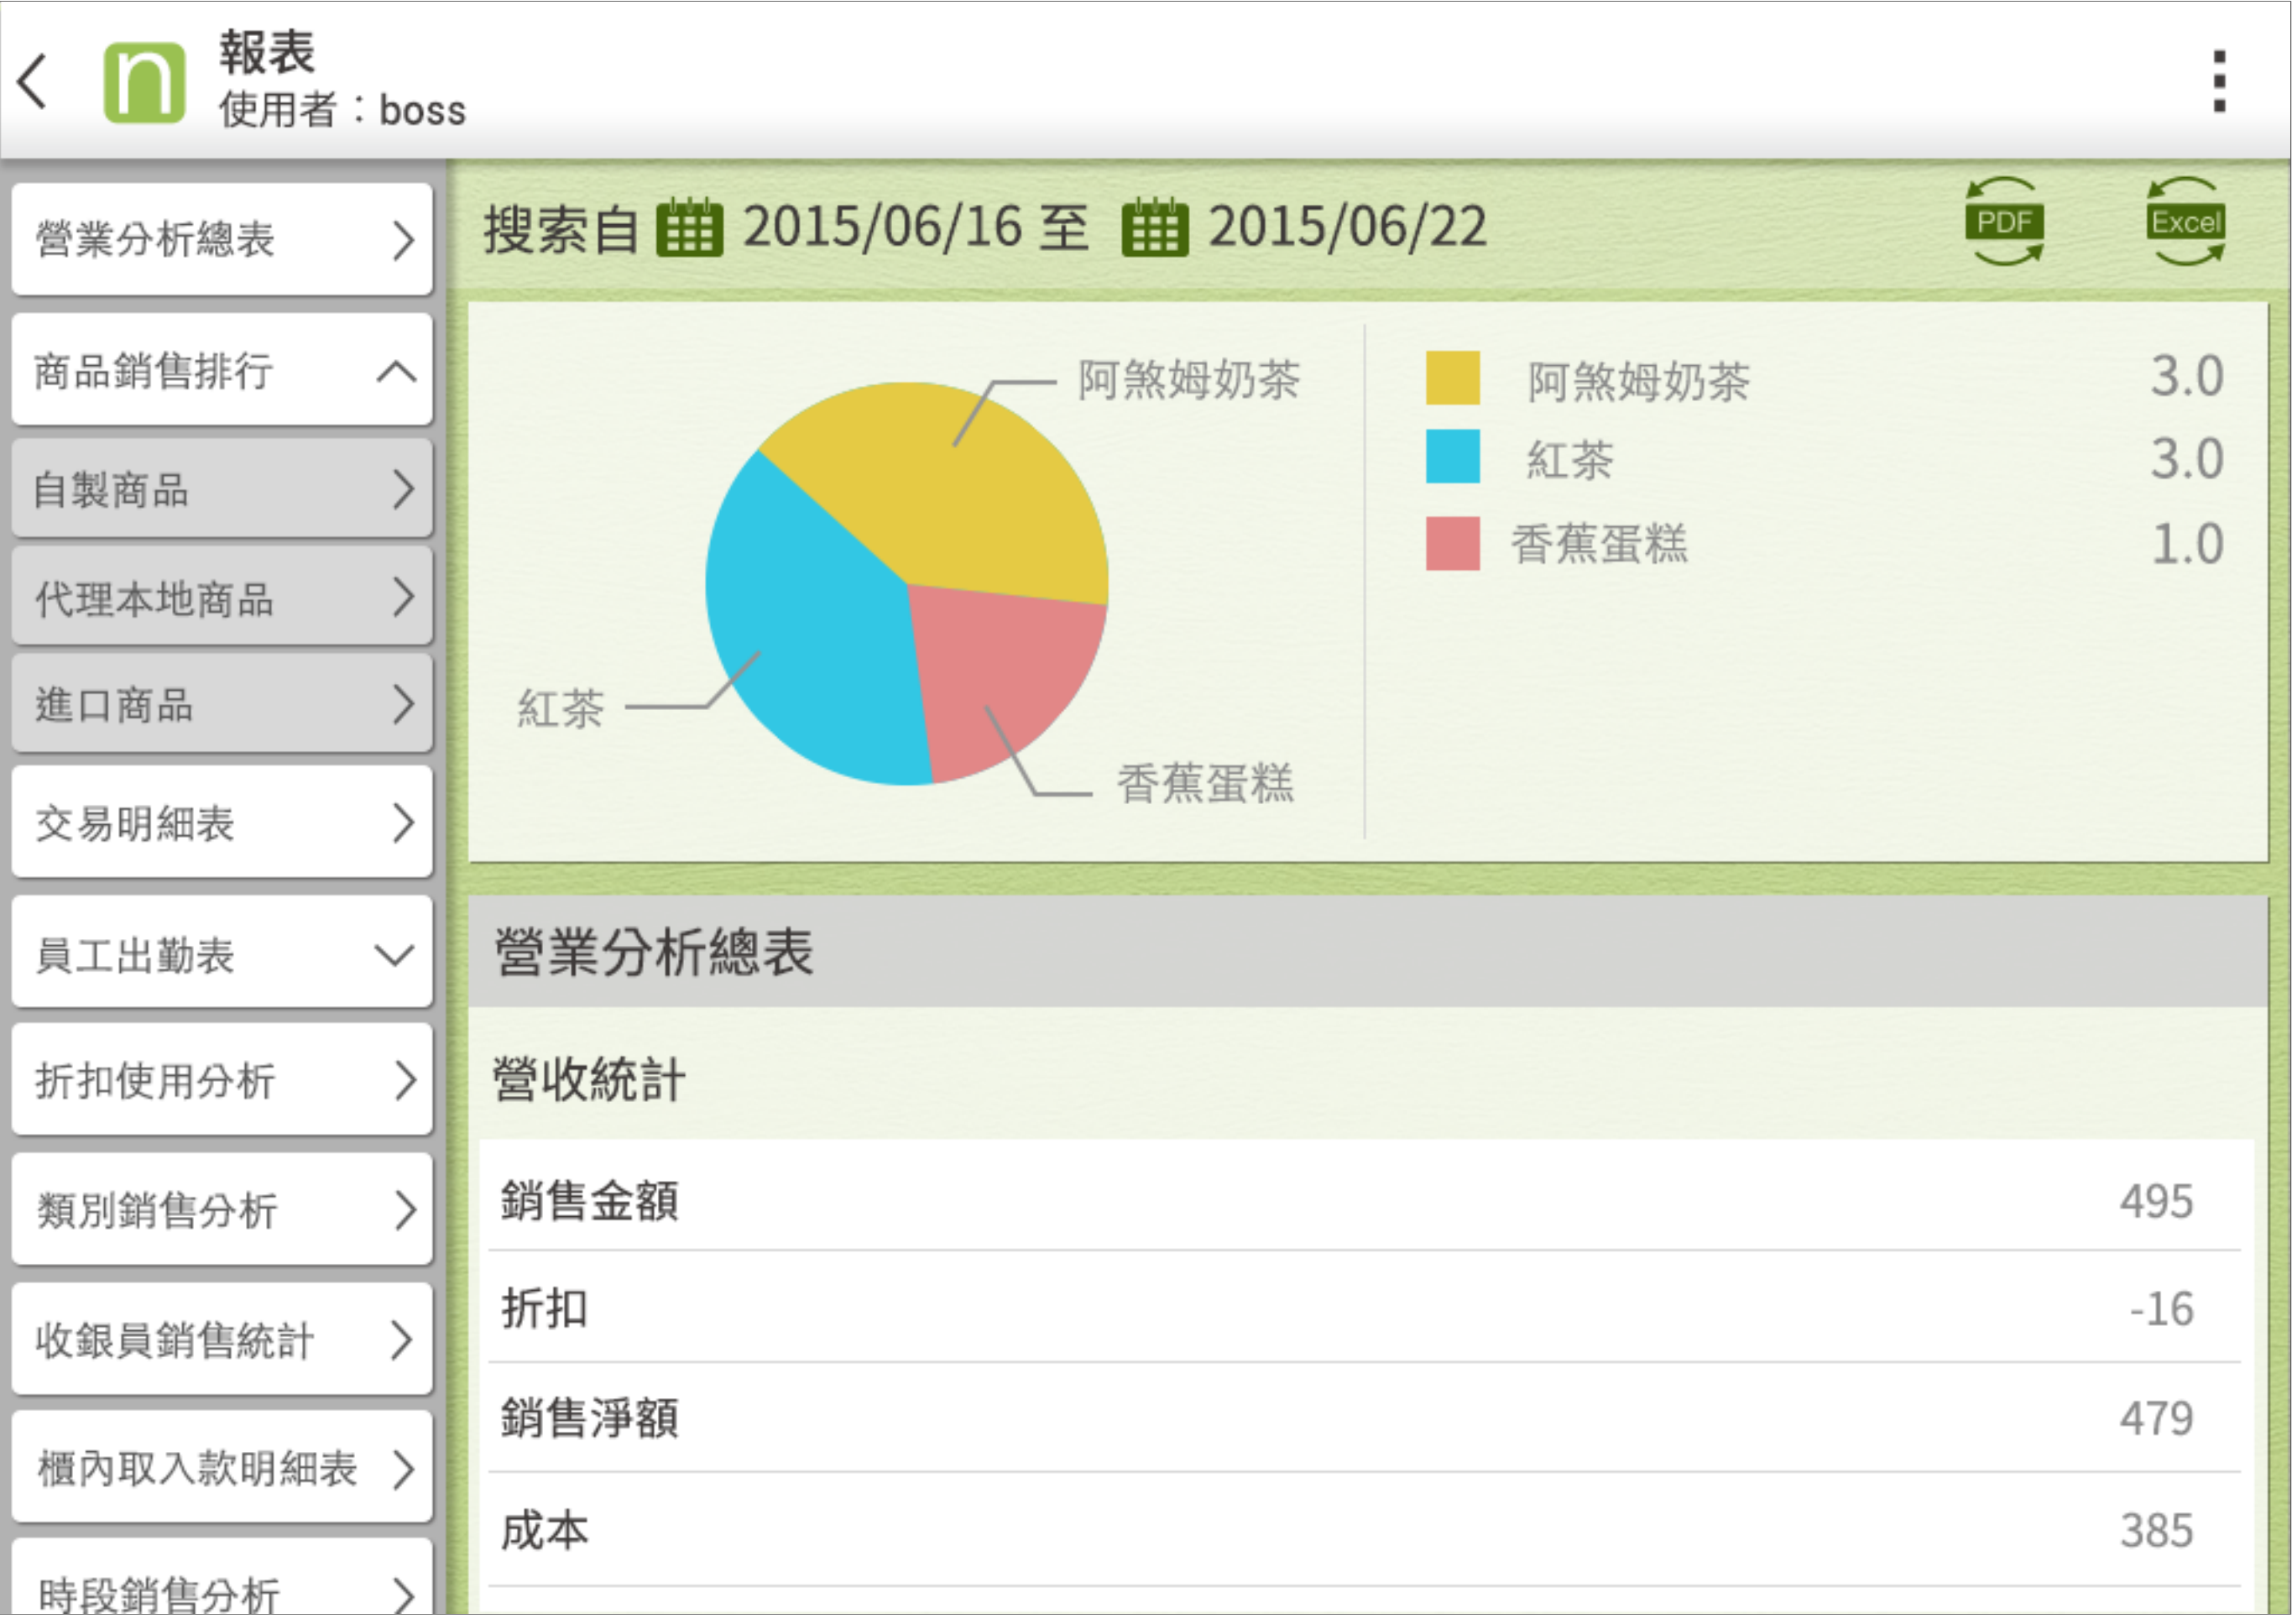 n
報表
使用者：boss
營業分析總表
商品銷售排行
自製商品
代理本地商品
進口商品
交易明細表
員工出勤表
折扣使用分析
類別銷售分析
收銀員銷售統計
櫃內取入款明細表
時段銷售分析
搜索自 2015/06/16 至 2015/06/22
PDF
Excel
阿煞姆奶茶
紅茶
香蕉蛋糕
阿煞姆奶茶 3.0
紅茶 3.0
香蕉蛋糕 1.0
營業分析總表
營收統計
銷售金額 495
折扣 -16
銷售淨額 479
成本 385